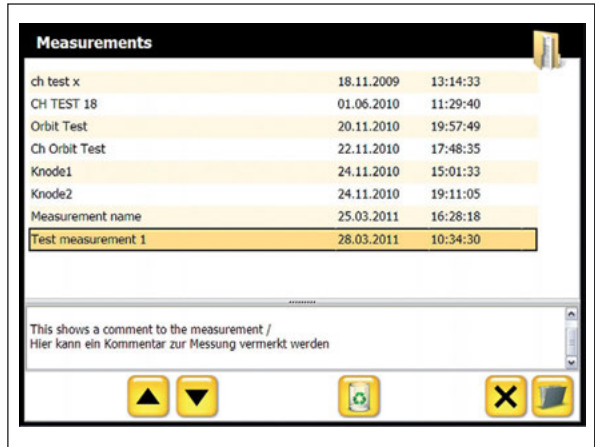 Measurements
ch test x 18.11.2009 13:14:33
CH TEST 18 01.06.2010 11:29:40
Orbit Test 20.11.2010 19:57:49
Ch Orbit Test 22.11.2010 17:48:35
Knode1 24.11.2010 15:01:33
Knode2 24.11.2010 19:11:05
Measurement name 25.03.2011 16:28:18
Test measurement 1 28.03.2011 10:34:30
This shows a comment to the measurement /
Hier kann ein Kommentar zur Messung vermerkt werden